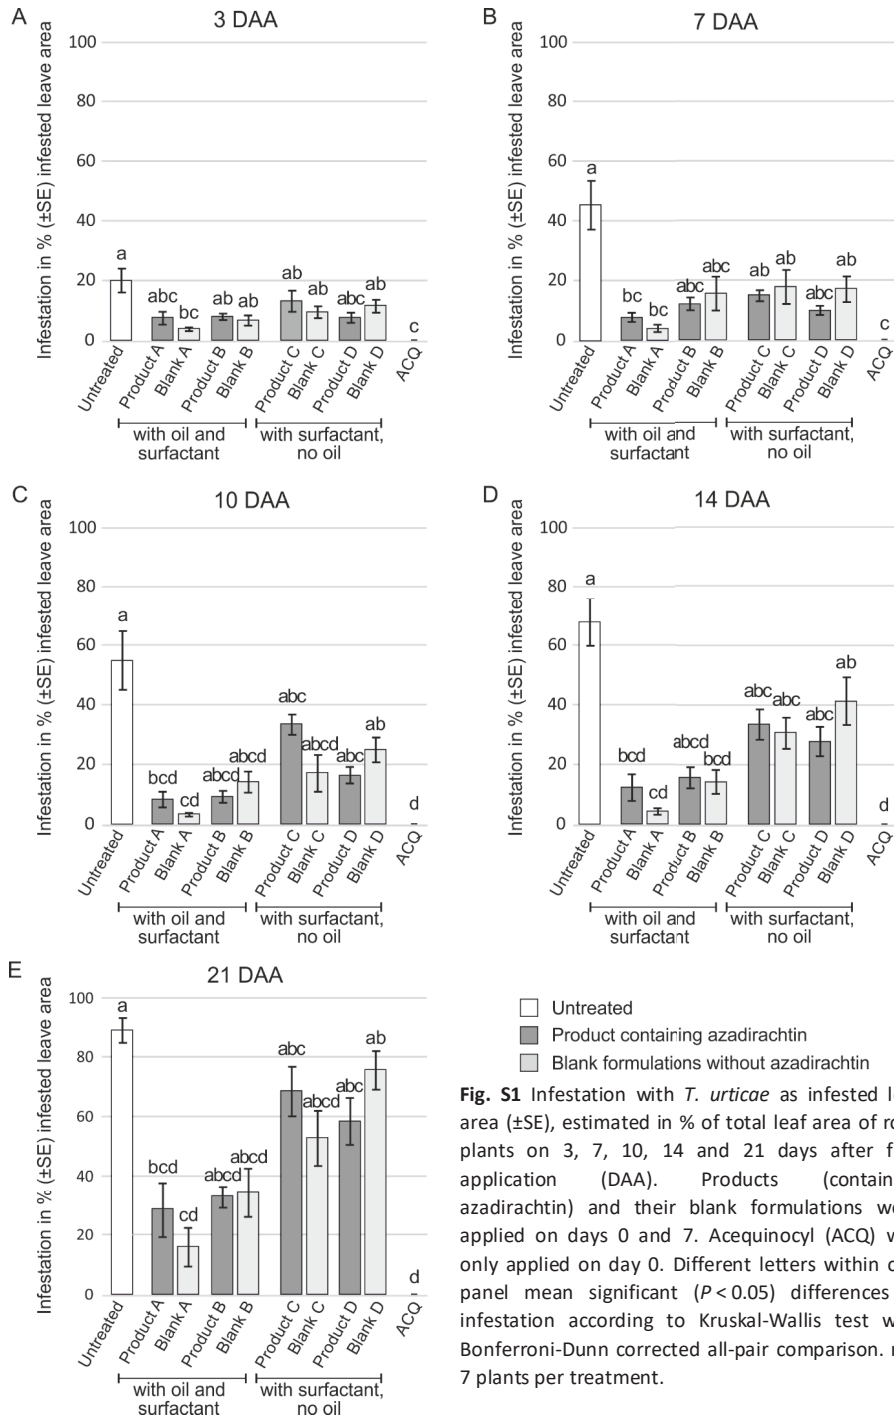 A
3 DAA
Infestation in % (±SE) infested leave area
100
80
60
40
20
0
a
abc
bc
ab
ab
ab
abc
abc
ab
c
Untreated
Product A
Blank A
Product B
Blank B
Product C
Blank C
Product D
Blank D
ACQ
with oil and
surfactant
with surfactant,
no oil
B
7 DAA
Infestation in % (±SE) infested leave area
100
80
60
40
20
0
a
bc
bc
abc
abc
ab
ab
abc
ab
c
Untreated
Product A
Blank A
Product B
Blank B
Product C
Blank C
Product D
Blank D
ACQ
with oil and
surfactant
with surfactant,
no oil
C
10 DAA
Infestation in % (±SE) infested leave area
100
80
60
40
20
0
a
bcd
cd
abcd
abcd
abc
abcd
abc
ab
d
Untreated
Product A
Blank A
Product B
Blank B
Product C
Blank C
Product D
Blank D
ACQ
with oil and
surfactant
with surfactant,
no oil
D
14 DAA
Infestation in % (±SE) infested leave area
100
80
60
40
20
0
a
bcd
cd
abcd
bcd
abc
abc
abc
ab
d
Untreated
Product A
Blank A
Product B
Blank B
Product C
Blank C
Product D
Blank D
ACQ
with oil and
surfactant
with surfactant,
no oil
E
21 DAA
Infestation in % (±SE) infested leave area
100
80
60
40
20
0
a
bcd
cd
abcd
abcd
abc
abcd
abc
ab
d
Untreated
Product A
Blank A
Product B
Blank B
Product C
Blank C
Product D
Blank D
ACQ
with oil and
surfactant
with surfactant,
no oil
Untreated
Product containing azadirachtin
Blank formulations without azadirachtin
Fig. S1 Infestation with T. urticae as infested
area (±SE), estimated in % of total leaf area of
plants on 3, 7, 10, 14 and 21 days after
application (DAA). Products
azadirachtin) and their blank formulations
applied on days 0 and 7. Acequinocyl (ACQ)
only applied on day 0. Different letters within
panel mean significant (P < 0.05) differences
infestation according to Kruskal-Wallis test
Bonferroni-Dunn corrected all-pair comparison.
7 plants per treatment.